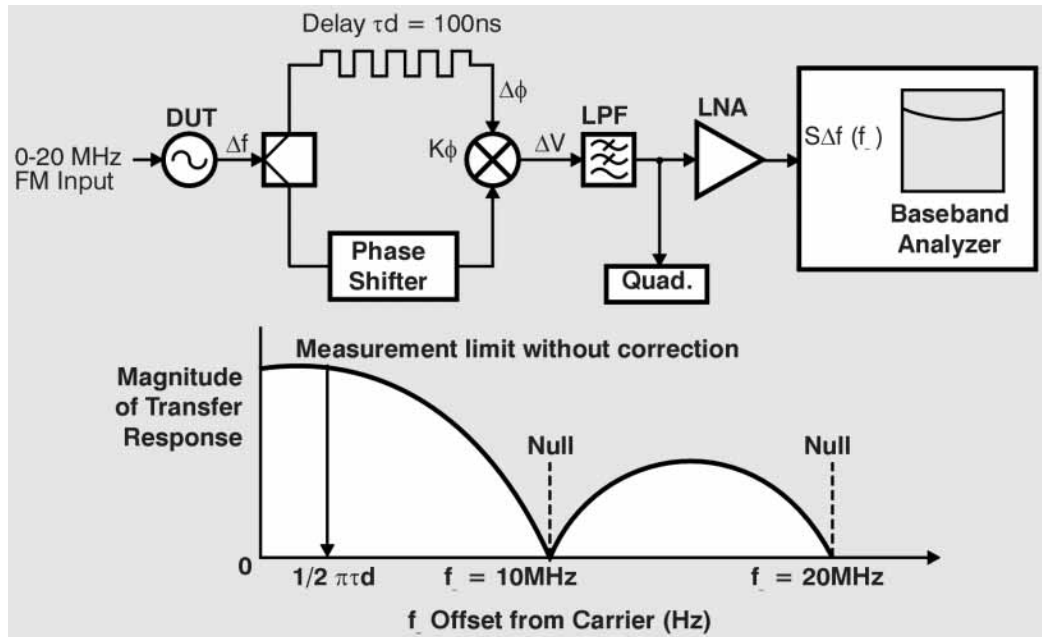 Delay τd = 100ns
DUT
Δf
Δϕ
LPF
LNA
0-20 MHz
FM Input
Kϕ
ΔV
SΔf (f_)
Baseband
Analyzer
Phase
Shifter
Quad.
Measurement limit without correction
Magnitude
of Transfer
Response
Null
Null
0
1/2 πτd
f_ = 10MHz
f_ = 20MHz
f_ Offset from Carrier (Hz)